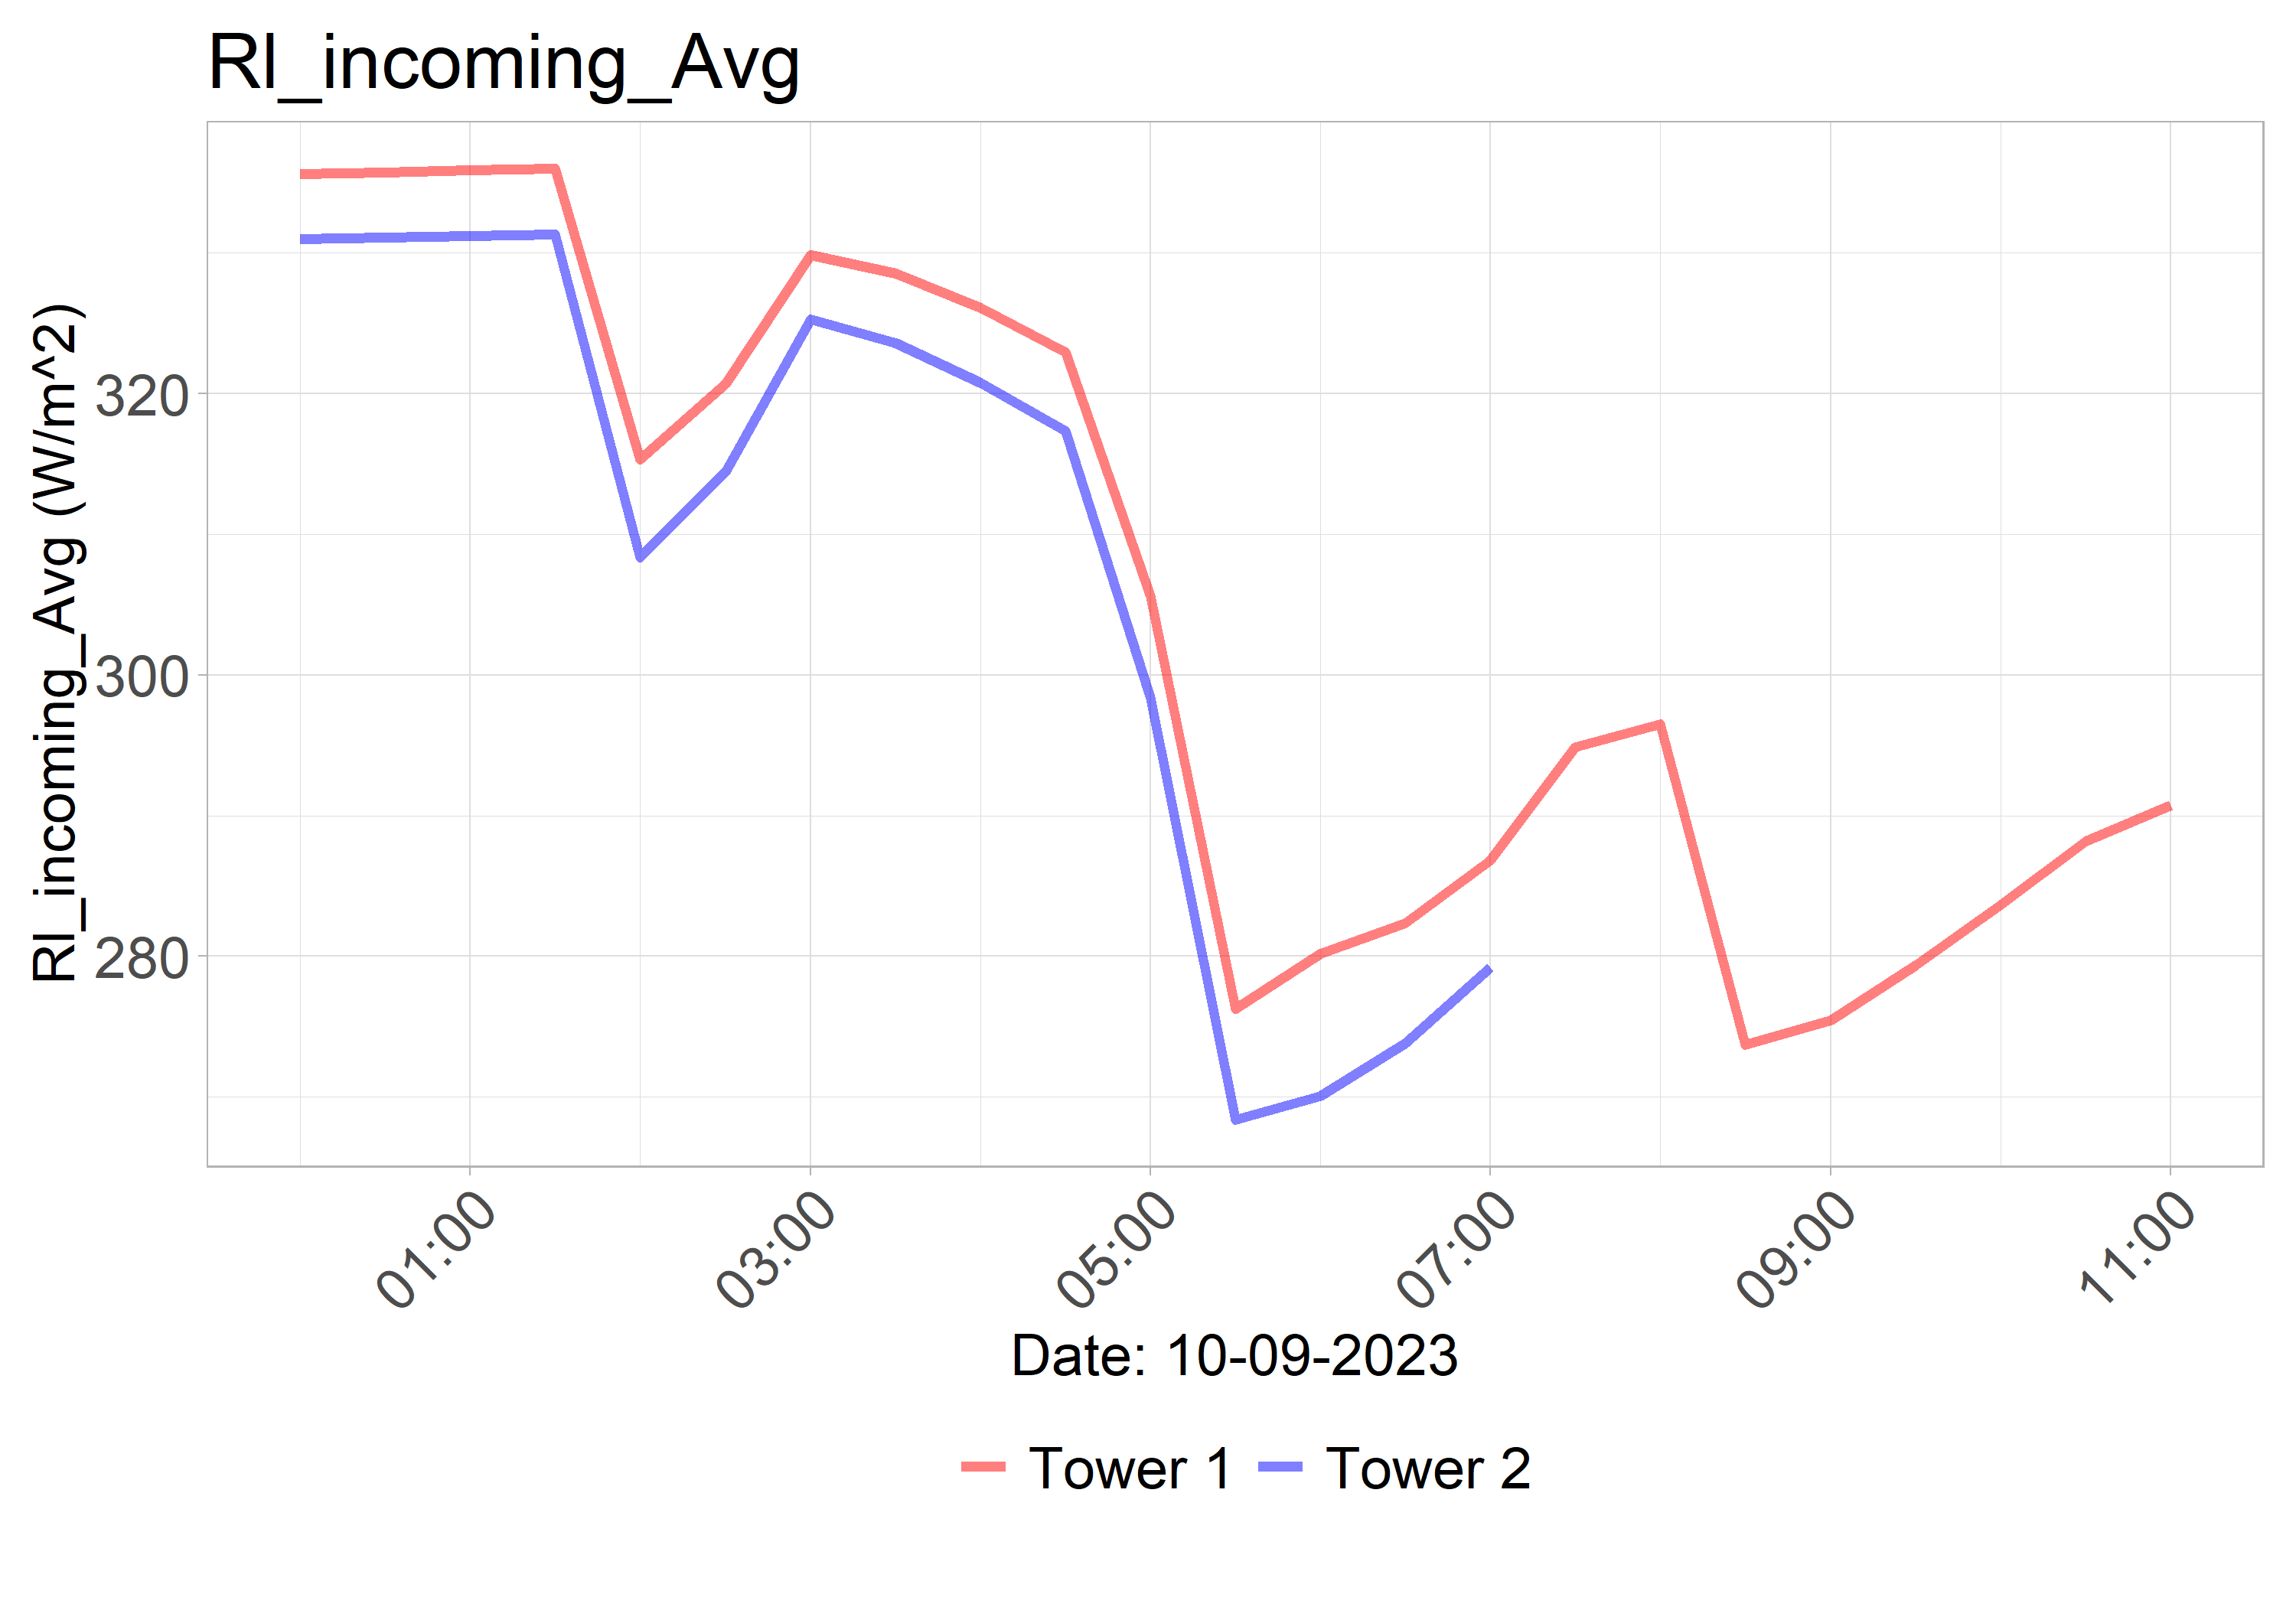 Rl_incoming_Avg
Rl_incoming_Avg (W/m^2)
320
300
280
01:00
03:00
05:00
07:00
09:00
11:00
Date: 10-09-2023
Tower 1
Tower 2